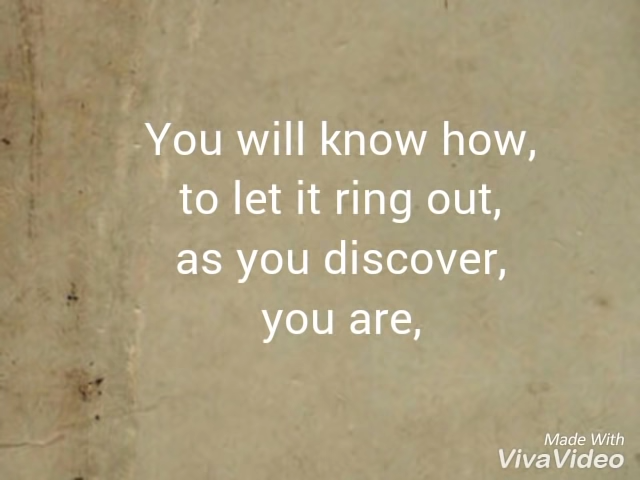 You will know how,
to let it ring out,
as you discover,
you are,
Made With
VivaVideo